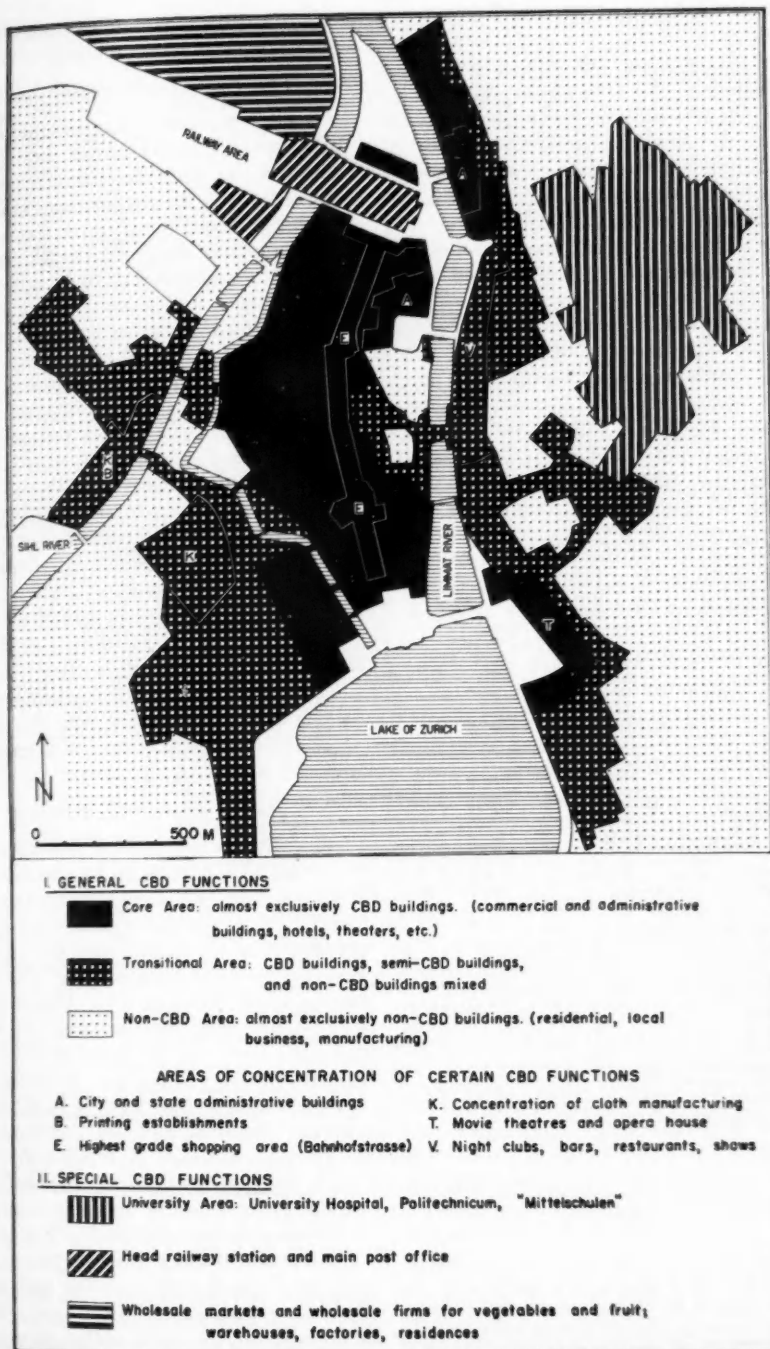 RAILWAY AREA
A
A
E
V
B
SIHL RIVER
K
E
LIMMAT RIVER
T
LAKE OF ZURICH
N
0 500 M
I. GENERAL CBD FUNCTIONS
Core Area: almost exclusively CBD buildings. (commercial and administrative
buildings, hotels, theaters, etc.)
Transitional Area: CBD buildings, semi-CBD buildings,
and non-CBD buildings mixed
Non-CBD Area: almost exclusively non-CBD buildings. (residential, local
business, manufacturing)
AREAS OF CONCENTRATION OF CERTAIN CBD FUNCTIONS
A. City and state administrative buildings
B. Printing establishments
E. Highest grade shopping area (Bahnhofstrasse)
K. Concentration of cloth manufacturing
T. Movie theatres and opera house
V. Night clubs, bars, restaurants, shows
II. SPECIAL CBD FUNCTIONS
University Area: University Hospital, Politechnicum, "Mittelschulen"
Head railway station and main post office
Wholesale markets and wholesale firms for vegetables and fruit;
warehouses, factories, residences